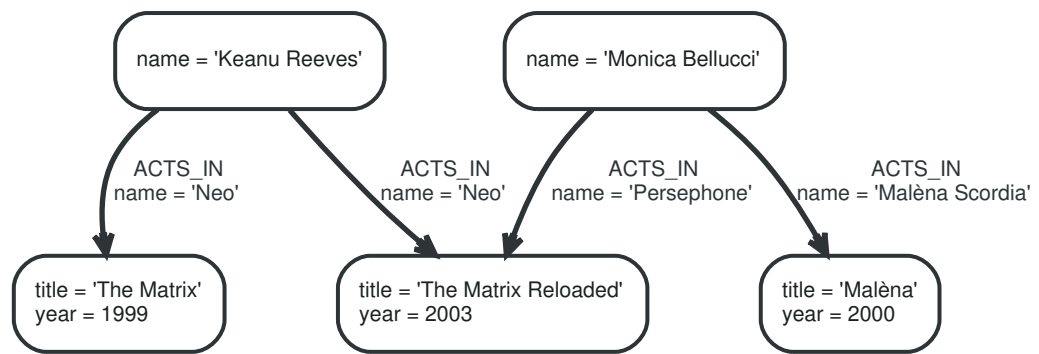 name = 'Keanu Reeves'
name = 'Monica Bellucci'
ACTS_IN
name = 'Neo'
ACTS_IN
name = 'Neo'
ACTS_IN
name = 'Persephone'
ACTS_IN
name = 'Malèna Scordia'
title = 'The Matrix'
year = 1999
title = 'The Matrix Reloaded'
year = 2003
title = 'Malèna'
year = 2000